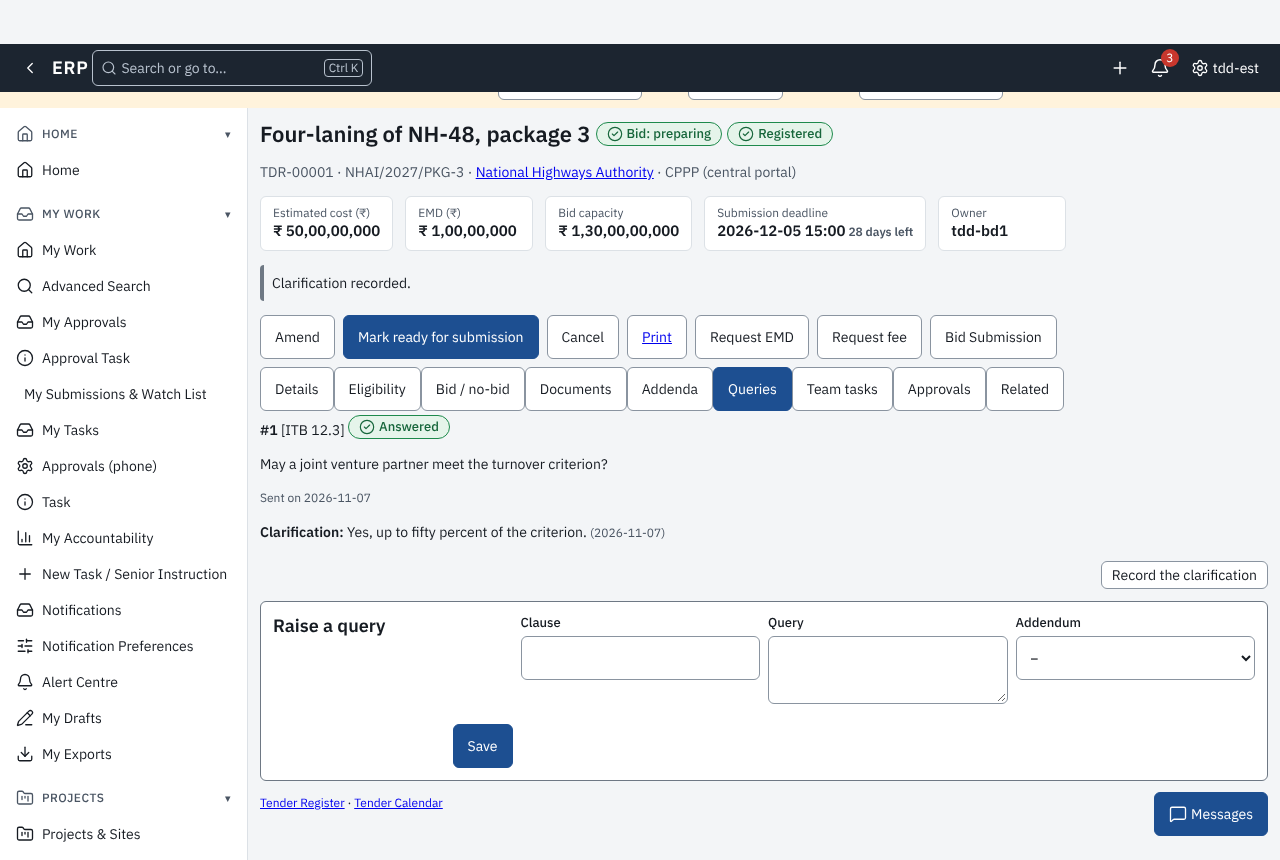 ERP
Search or go to... Ctrl K
3
tdd-est
HOME
Home
MY WORK
My Work
Advanced Search
My Approvals
Approval Task
My Submissions & Watch List
My Tasks
Approvals (phone)
Task
My Accountability
New Task / Senior Instruction
Notifications
Notification Preferences
Alert Centre
My Drafts
My Exports
PROJECTS
Projects & Sites
Four-laning of NH-48, package 3 Bid: preparing Registered
TDR-00001 · NHAI/2027/PKG-3 · National Highways Authority · CPPP (central portal)
Estimated cost (₹)
₹ 50,00,00,000
EMD (₹)
₹ 1,00,00,000
Bid capacity
₹ 1,30,00,00,000
Submission deadline
2026-12-05 15:00 28 days left
Owner
tdd-bd1
Clarification recorded.
Amend Mark ready for submission Cancel Print Request EMD Request fee Bid Submission
Details Eligibility Bid / no-bid Documents Addenda Queries Team tasks Approvals Related
#1 [ITB 12.3] Answered
May a joint venture partner meet the turnover criterion?
Sent on 2026-11-07
Clarification: Yes, up to fifty percent of the criterion. (2026-11-07)
Record the clarification
Raise a query
Clause
Query
Addendum
–
Save
Tender Register · Tender Calendar
Messages